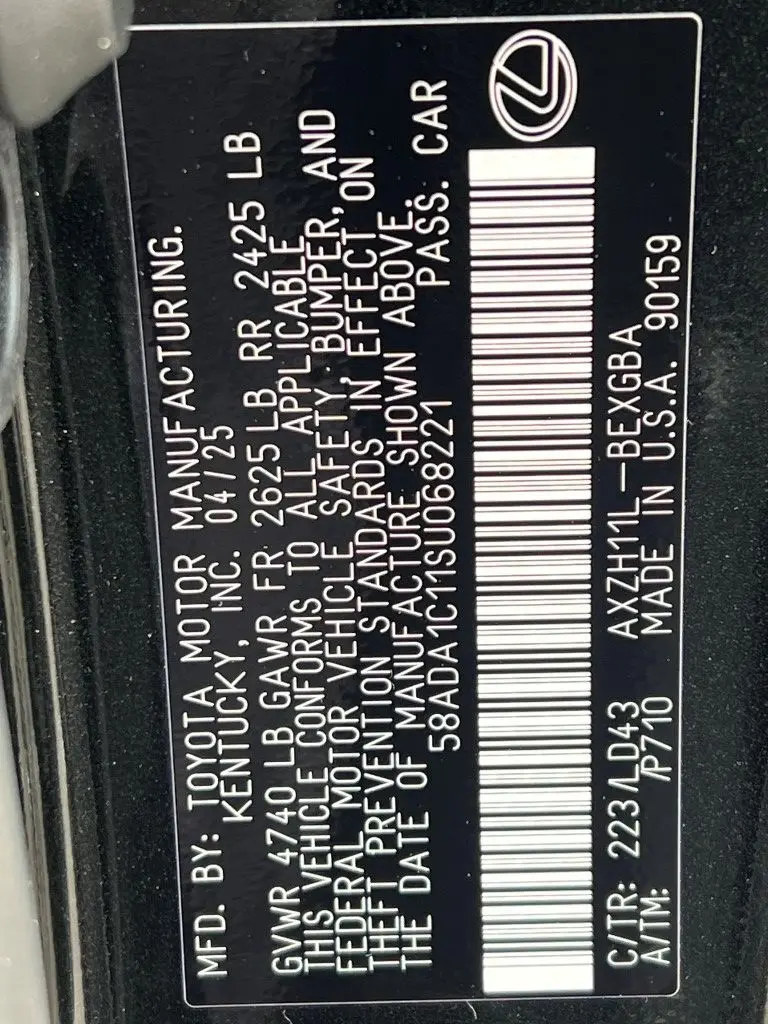 MFD. BY: TOYOTA MOTOR MANUFACTURING.
KENTUCKY, INC. 04/25
GVWR 4740 LB GAWR FR 2625LB RR 2425 LB
THIS VEHICLE CONFORMS TO ALL APPLICABLE
FEDERAL MOTOR VEHICLE SAFETY, BUMPER, AND
THEFT PREVENTION STANDARDS IN EFFECT ON
THE DATE OF MANUFACTURE SHOWN ABOVE.
58ADA1C11SU068221 PASS. CAR
C/TR: 223/LD43 AXZH11L-BEXGBA
A/TM: /P710 MADE IN U.S.A. 90159